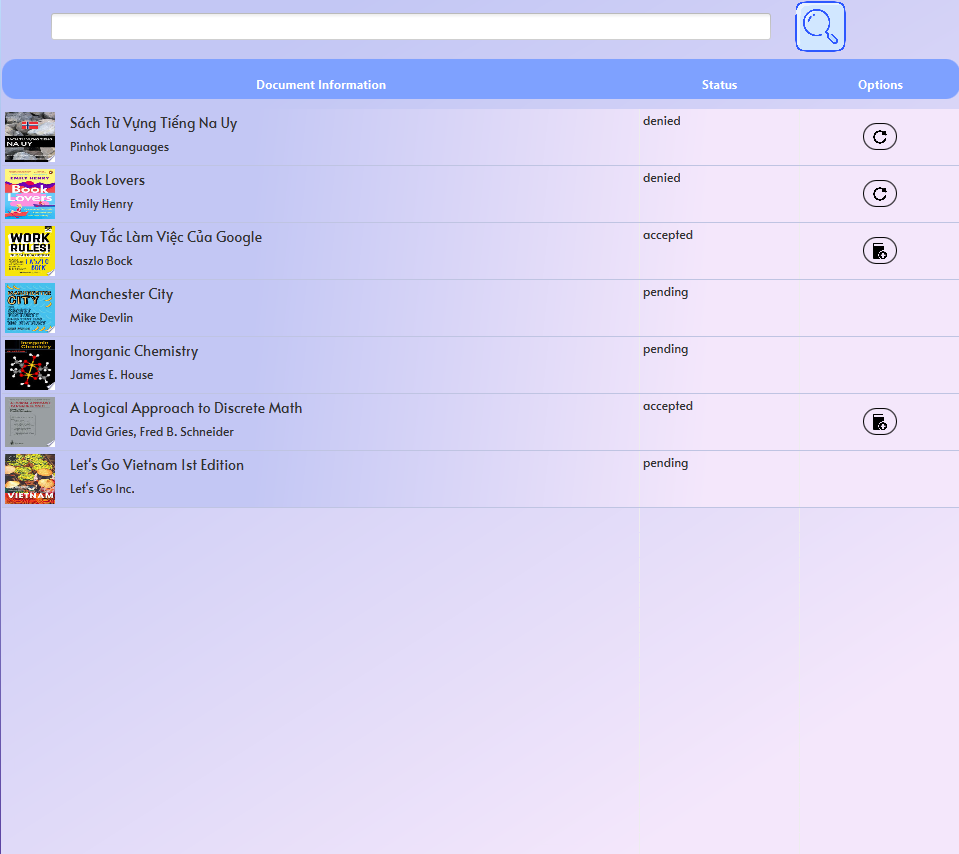 Document Information Status Options
Sách Từ Vựng Tiếng Na Uy
denied
Pinhok Languages
NA UY
Book Lovers
denied
Emily Henry
EMILY HENRY
Book
Lovers
Quy Tắc Làm Việc Của Google
accepted
Laszlo Bock
WORK
RULES!
LASZLO
BOCK
Manchester City
pending
Mike Devlin
CITY
Inorganic Chemistry
pending
James E. House
Inorganic
Chemistry
A Logical Approach to Discrete Math
accepted
David Gries, Fred B. Schneider
Let's Go Vietnam 1st Edition
pending
Let's Go Inc.
VIETNAM